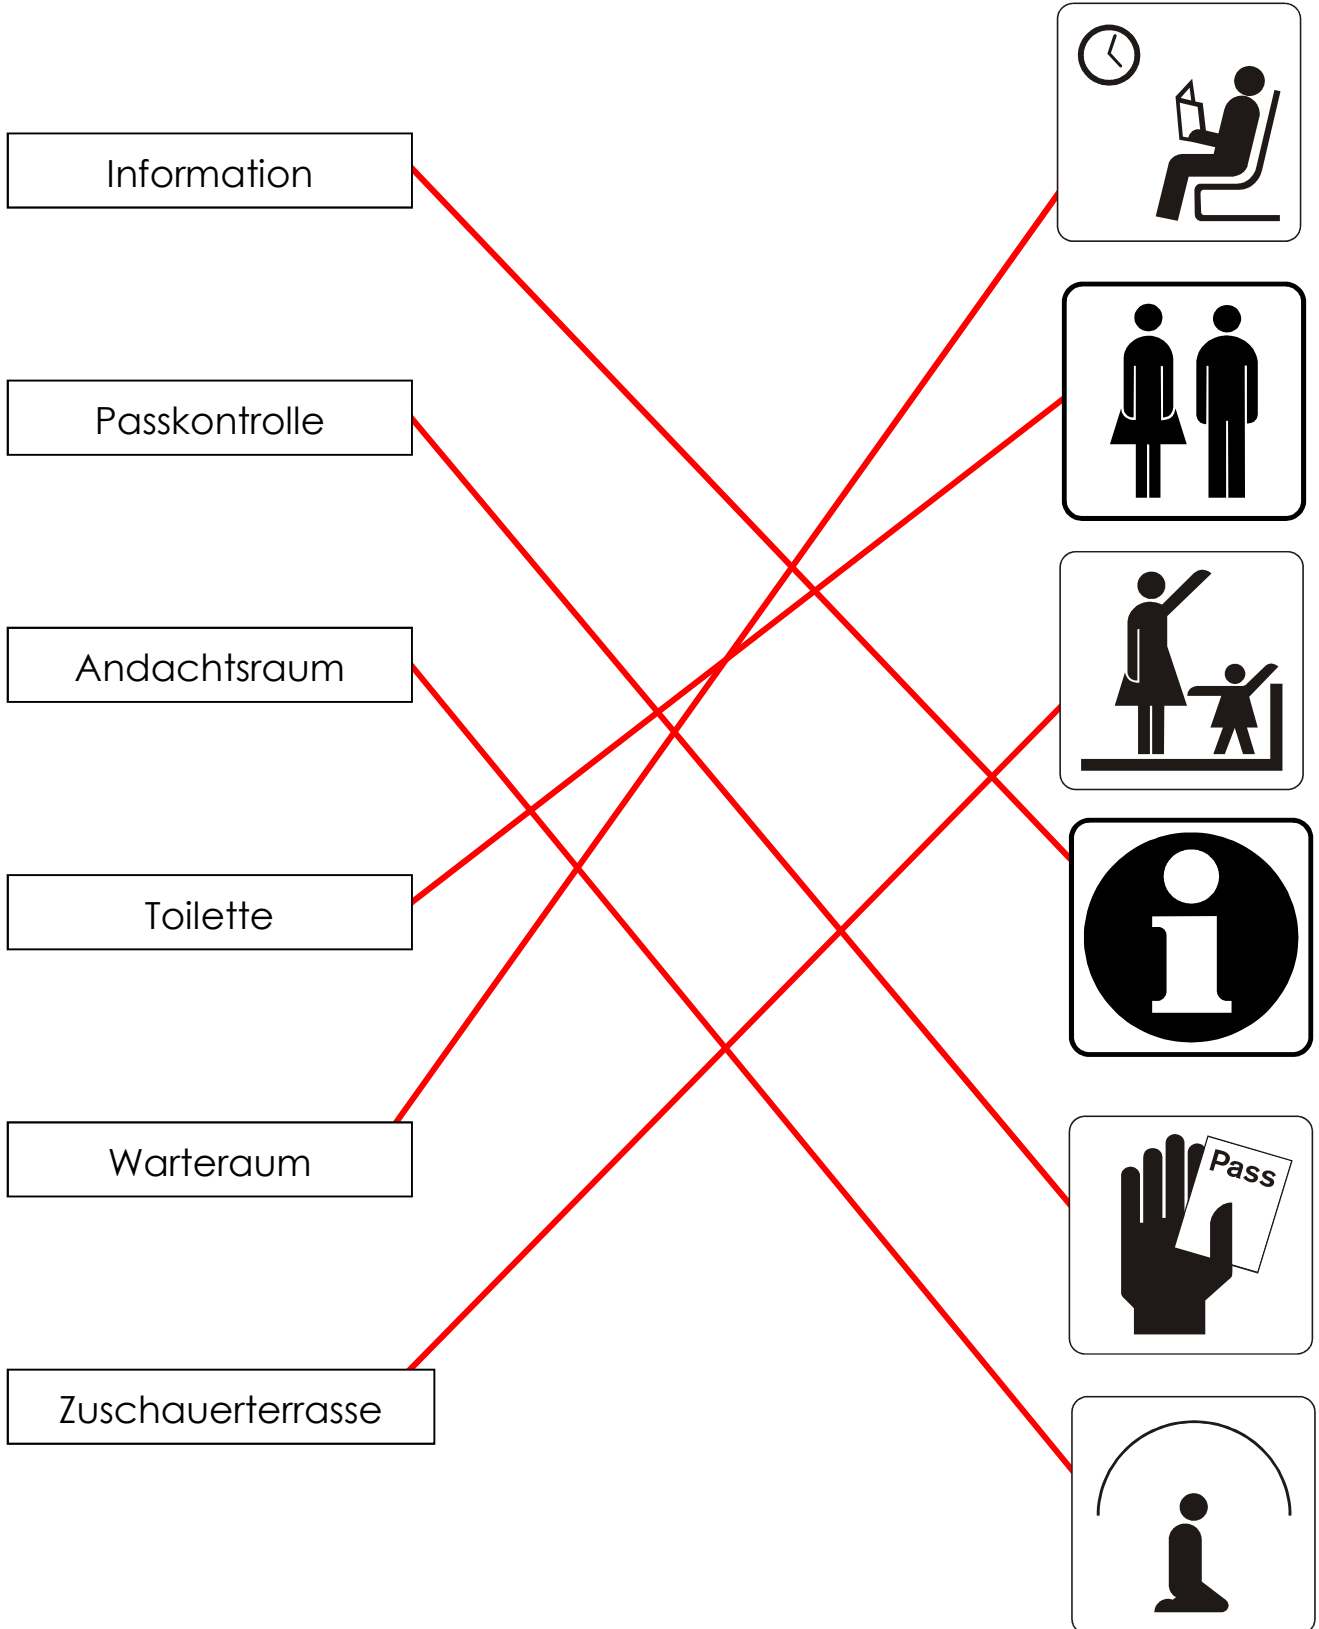 Information
Passkontrolle
Andachtsraum
Toilette
Warteraum
Zuschauerterrasse
Pass